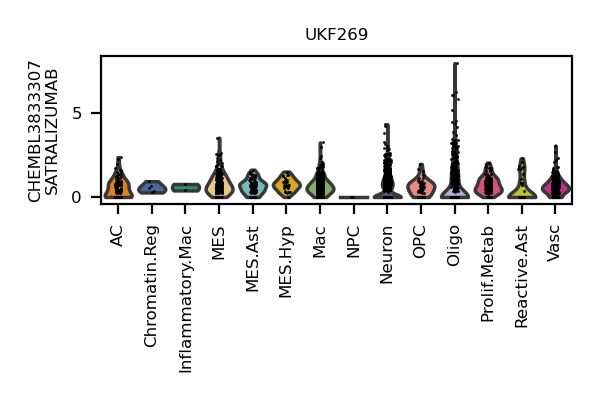 UKF269
CHEMBL3833307
SATRALIZUMAB
5
0
AC
Chromatin.Reg
Inflammatory.Mac
MES
MES.Ast
MES.Hyp
Mac
NPC
Neuron
OPC
Oligo
Prolif.Metab
Reactive.Ast
Vasc